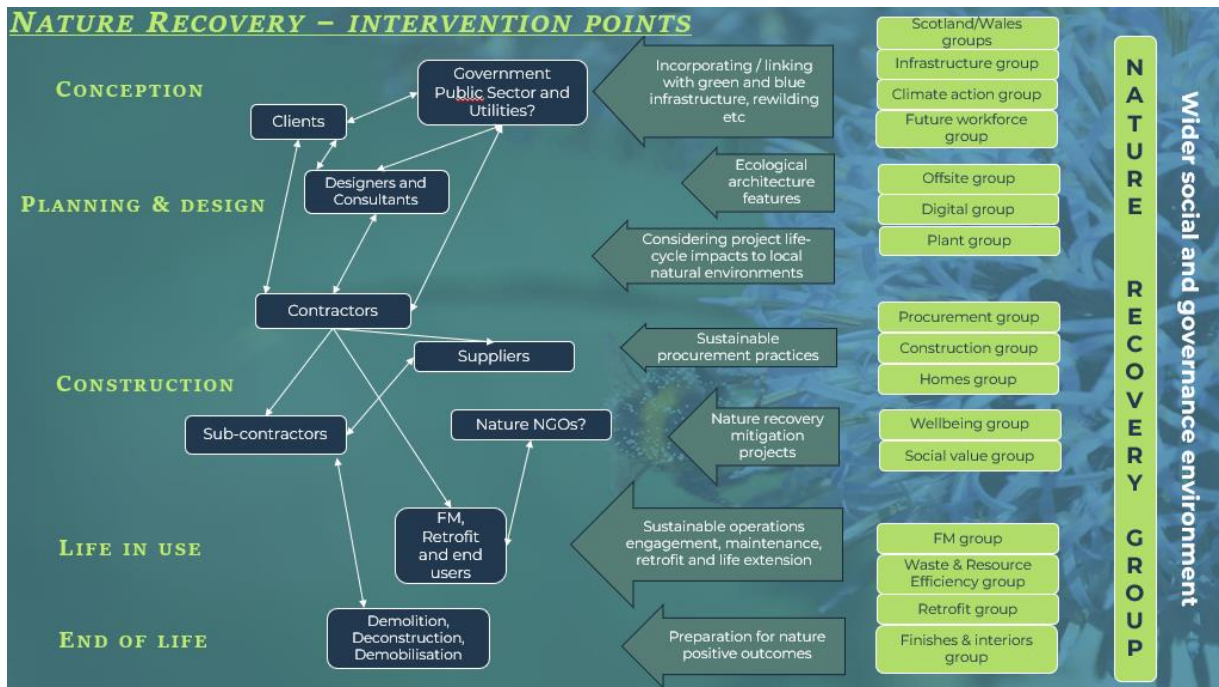 NATURE RECOVERY – INTERVENTION POINTS
CONCEPTION
Government
Public Sector and
Utilities?
Clients
Designers and
Consultants
PLANNING & DESIGN
Contractors
Suppliers
CONSTRUCTION
Sub-contractors
Nature NGOs?
FM,
Retrofit
and end
users
LIFE IN USE
Demolition,
Deconstruction,
Demobilisation
END OF LIFE
Incorporating / linking
with green and blue
infrastructure, rewilding
etc
Ecological
architecture
features
Considering project life-
cycle impacts to local
natural environments
Sustainable
procurement practices
Nature recovery
mitigation
projects
Sustainable operations
engagement, maintenance,
retrofit and life extension
Preparation for nature
positive outcomes
Scotland/Wales
groups
Infrastructure group
Climate action group
Future workforce
group
Offsite group
Digital group
Plant group
Procurement group
Construction group
Homes group
Wellbeing group
Social value group
FM group
Waste & Resource
Efficiency group
Retrofit group
Finishes & interiors
group
NATURE RECOVERY GROUP
Wider social and governance environment